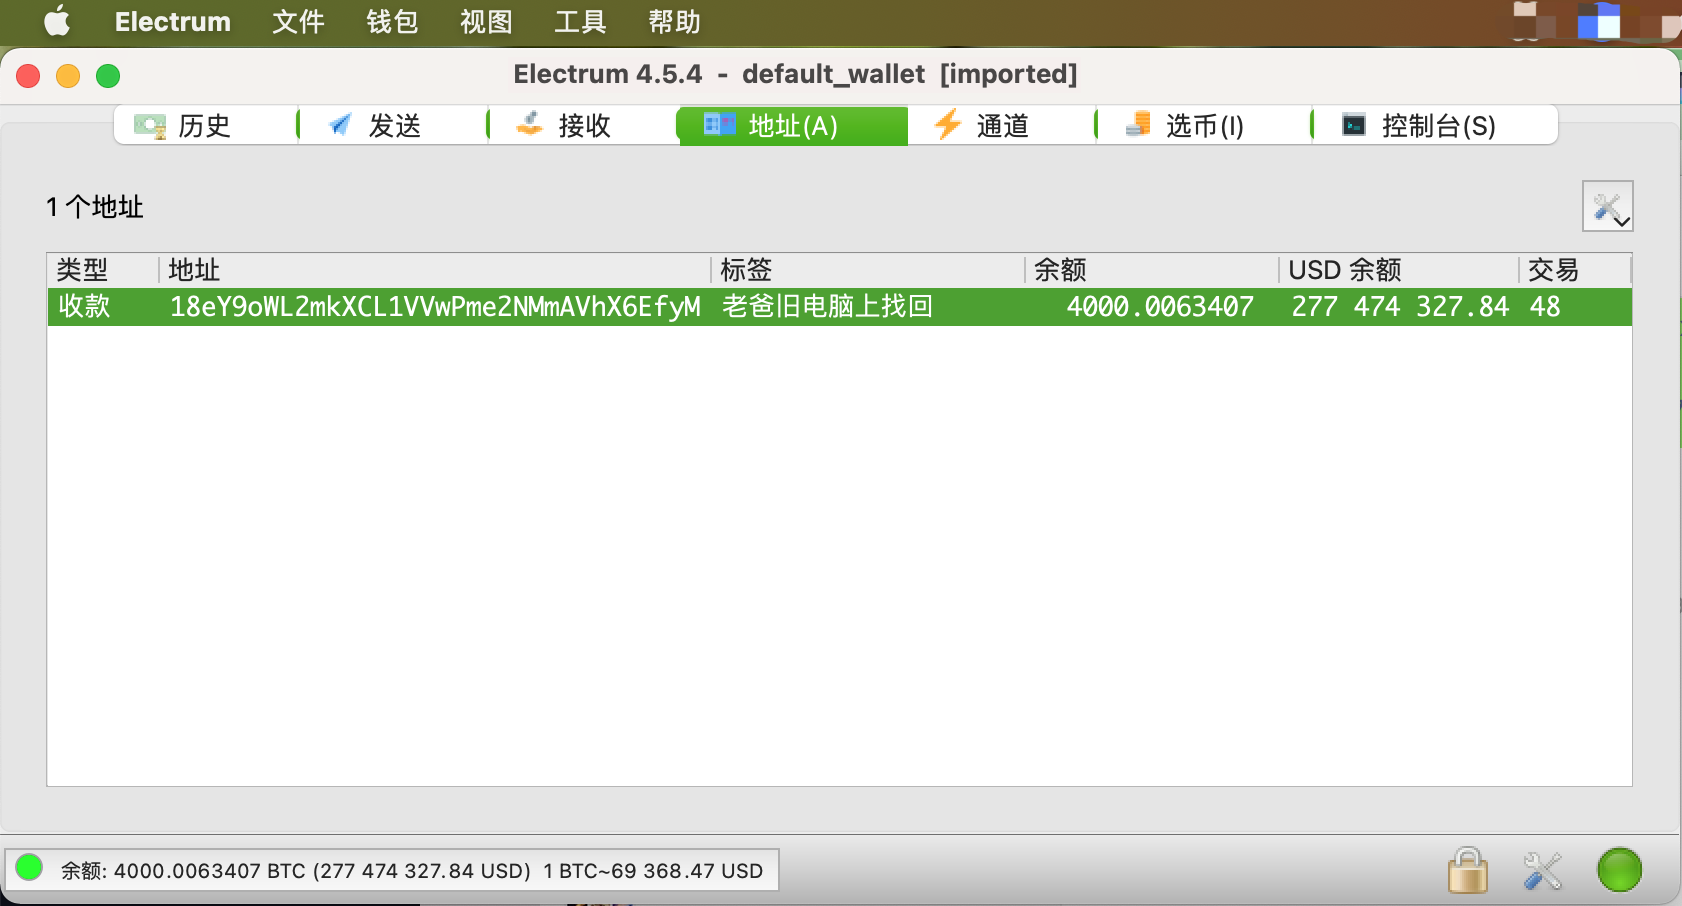 Electrum 文件 钱包 视图 工具 帮助
Electrum 4.5.4 - default_wallet [imported]
历史 发送 接收 地址(A) 通道 选币(I) 控制台(S)
1 个地址
类型 地址 标签 余额 USD 余额 交易
收款 18eY9oWL2mkXCL1VVwPme2NMmAVhX6EfyM 老爸旧电脑上找回 4000.0063407 277 474 327.84 48
余额: 4000.0063407 BTC (277 474 327.84 USD) 1 BTC~69 368.47 USD